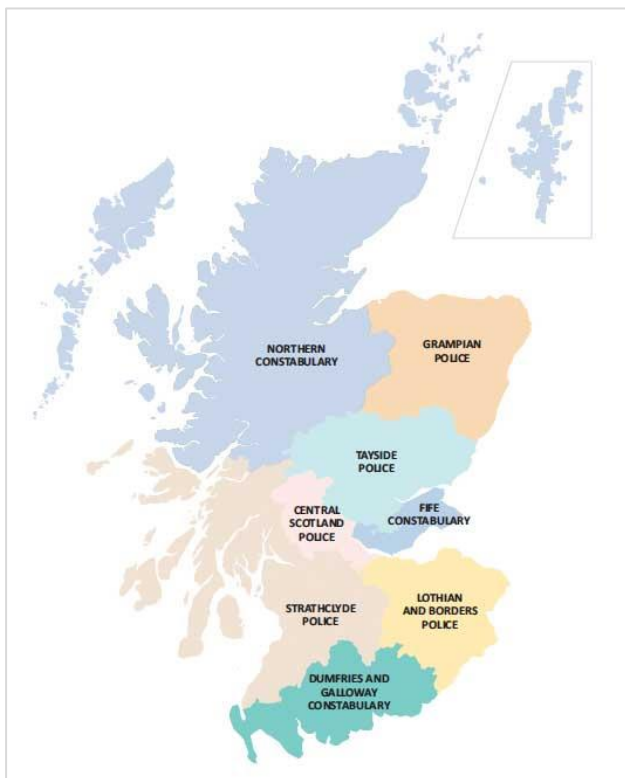 NORTHERN
CONSTABULARY
GRAMPIAN
POLICE
TAYSIDE
POLICE
CENTRAL
SCOTLAND
POLICE
FIFE
CONSTABULARY
STRATHCLYDE
POLICE
LOTHIAN
AND BORDERS
POLICE
DUMFRIES AND
GALLOWAY
CONSTABULARY